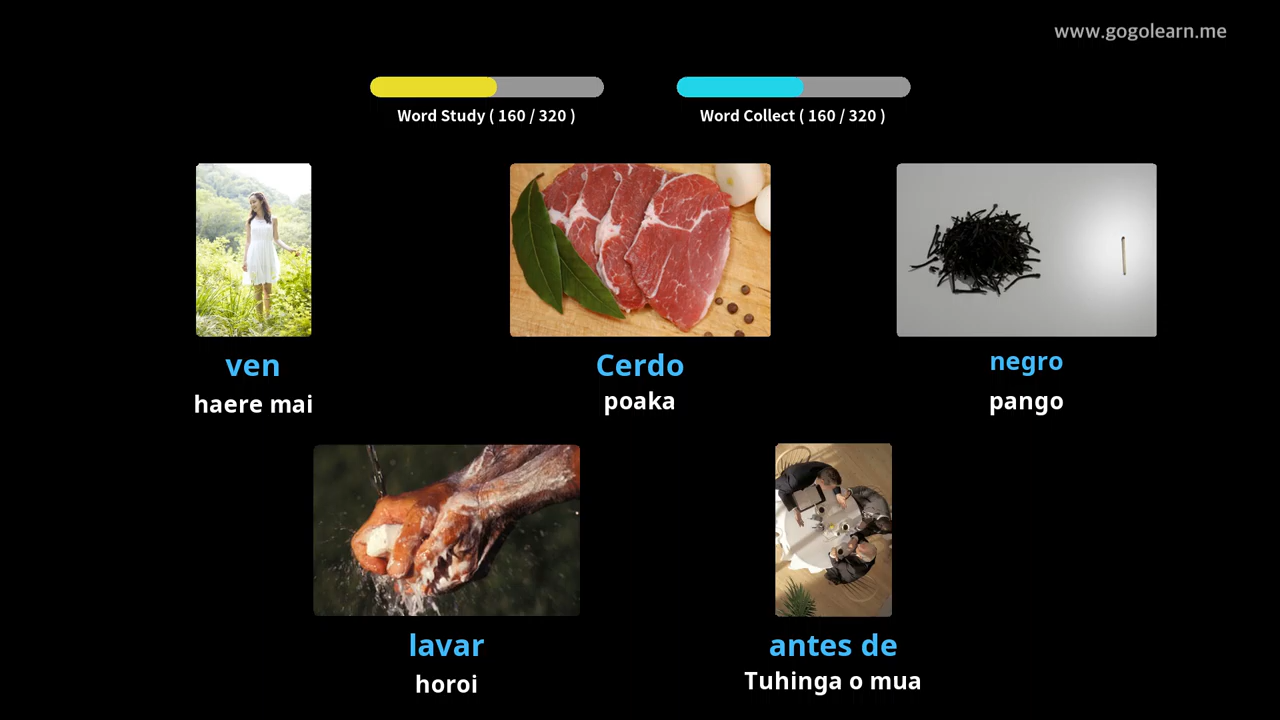 www.gogolearn.me
Word Study ( 160 / 320 )
Word Collect ( 160 / 320 )
ven
haere mai
Cerdo
poaka
negro
pango
lavar
horoi
antes de
Tuhinga o mua